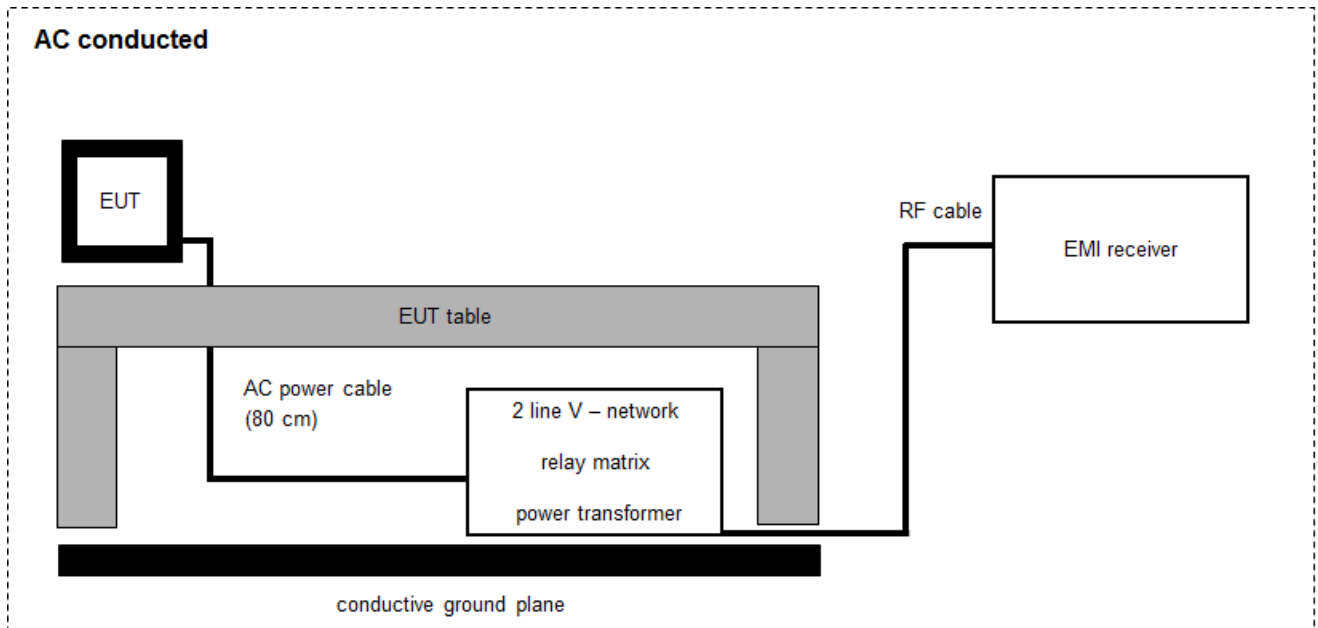 AC conducted
EUT
RF cable
EMI receiver
EUT table
AC power cable
(80 cm)
2 line V – network
relay matrix
power transformer
conductive ground plane